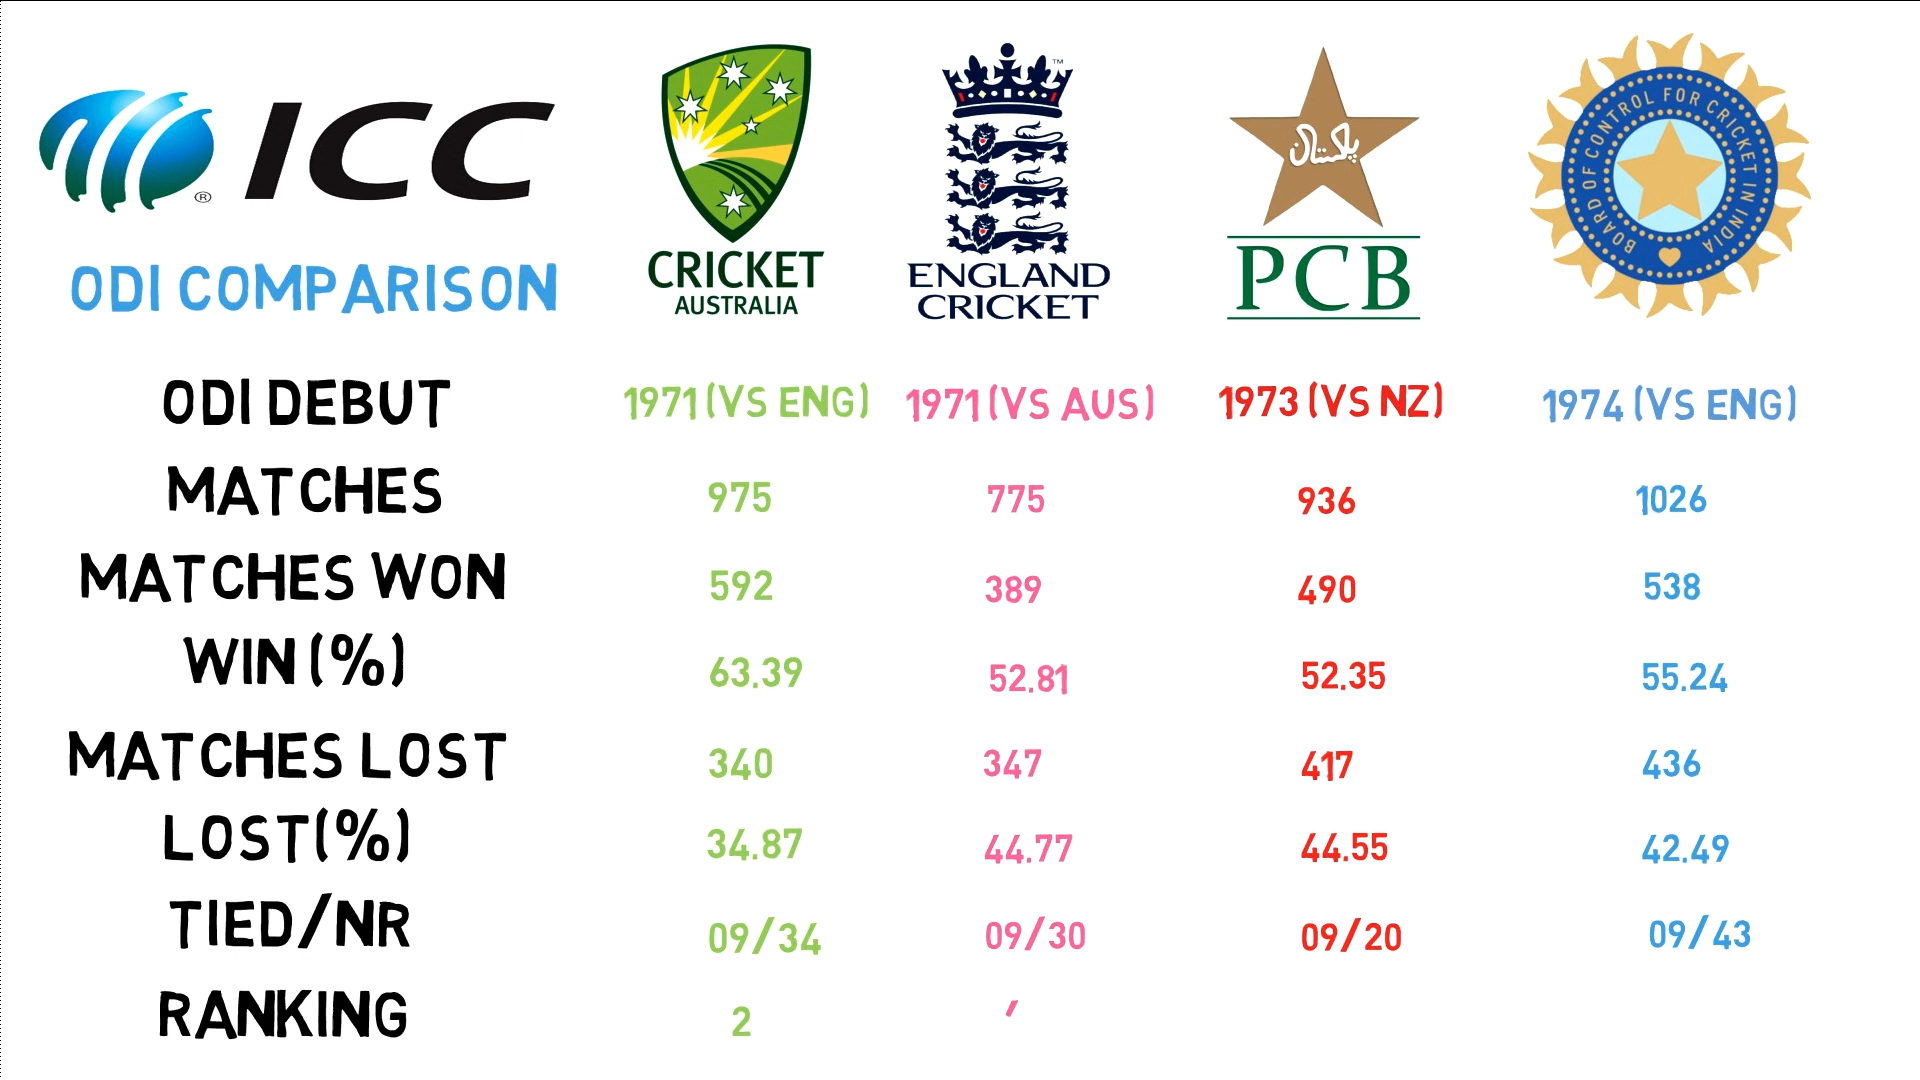 ICC
®
ODI COMPARISON
CRICKET
AUSTRALIA
™
ENGLAND
CRICKET
پاکستان
PCB
BOARD OF CONTROL FOR CRICKET IN INDIA
ODI DEBUT 1971 (VS ENG) 1971 (VS AUS) 1973 (VS NZ) 1974 (VS ENG)
MATCHES 975 775 936 1026
MATCHES WON 592 389 490 538
WIN (%) 63.39 52.81 52.35 55.24
MATCHES LOST 340 347 417 436
LOST(%) 34.87 44.77 44.55 42.49
TIED/NR 09/34 09/30 09/20 09/43
RANKING 2